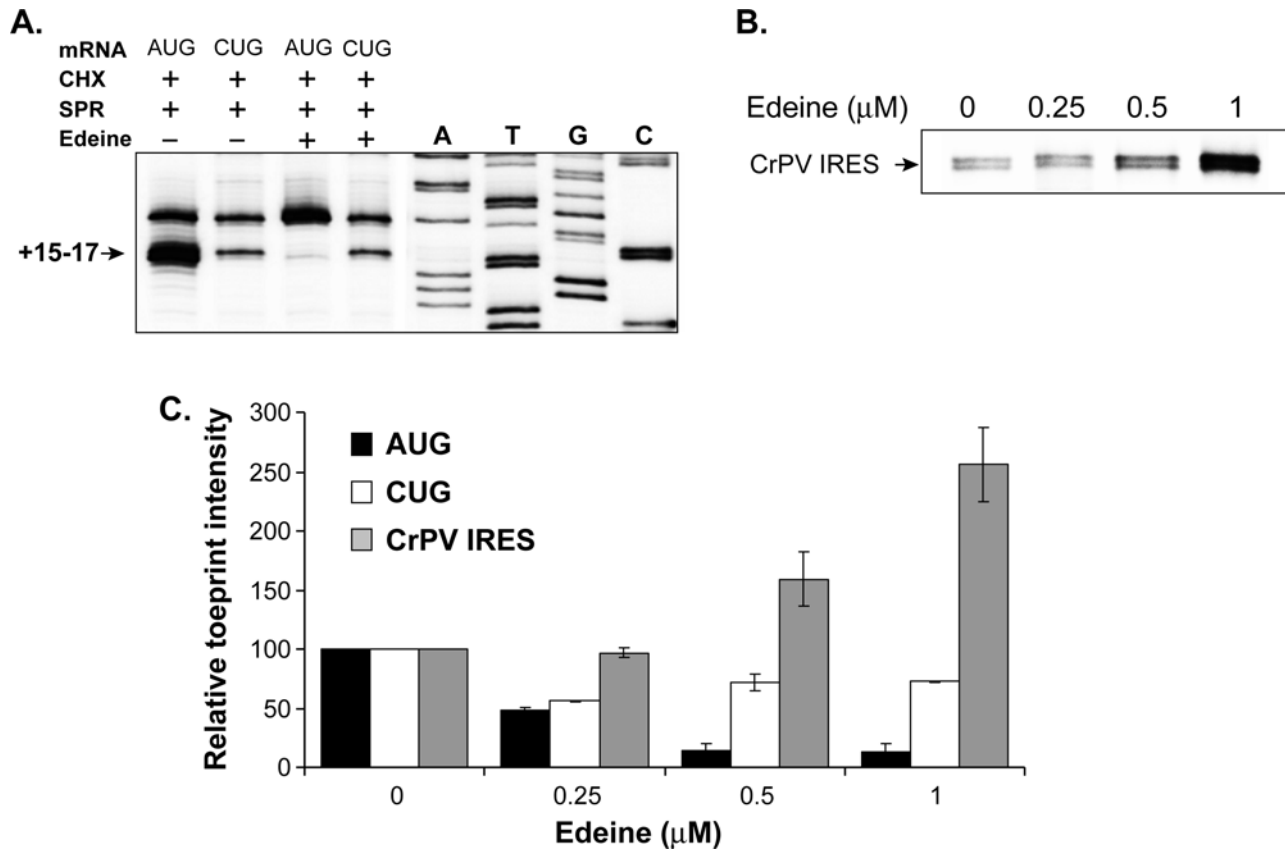 A.
mRNA AUG CUG AUG CUG
CHX + + + +
SPR + + + +
Edeine – – + +
A T G C
+15-17
B.
Edeine (μM) 0 0.25 0.5 1
CrPV IRES
C.
Relative toeprint intensity
300
250
200
150
100
50
0
AUG
CUG
CrPV IRES
0 0.25 0.5 1
Edeine (μM)